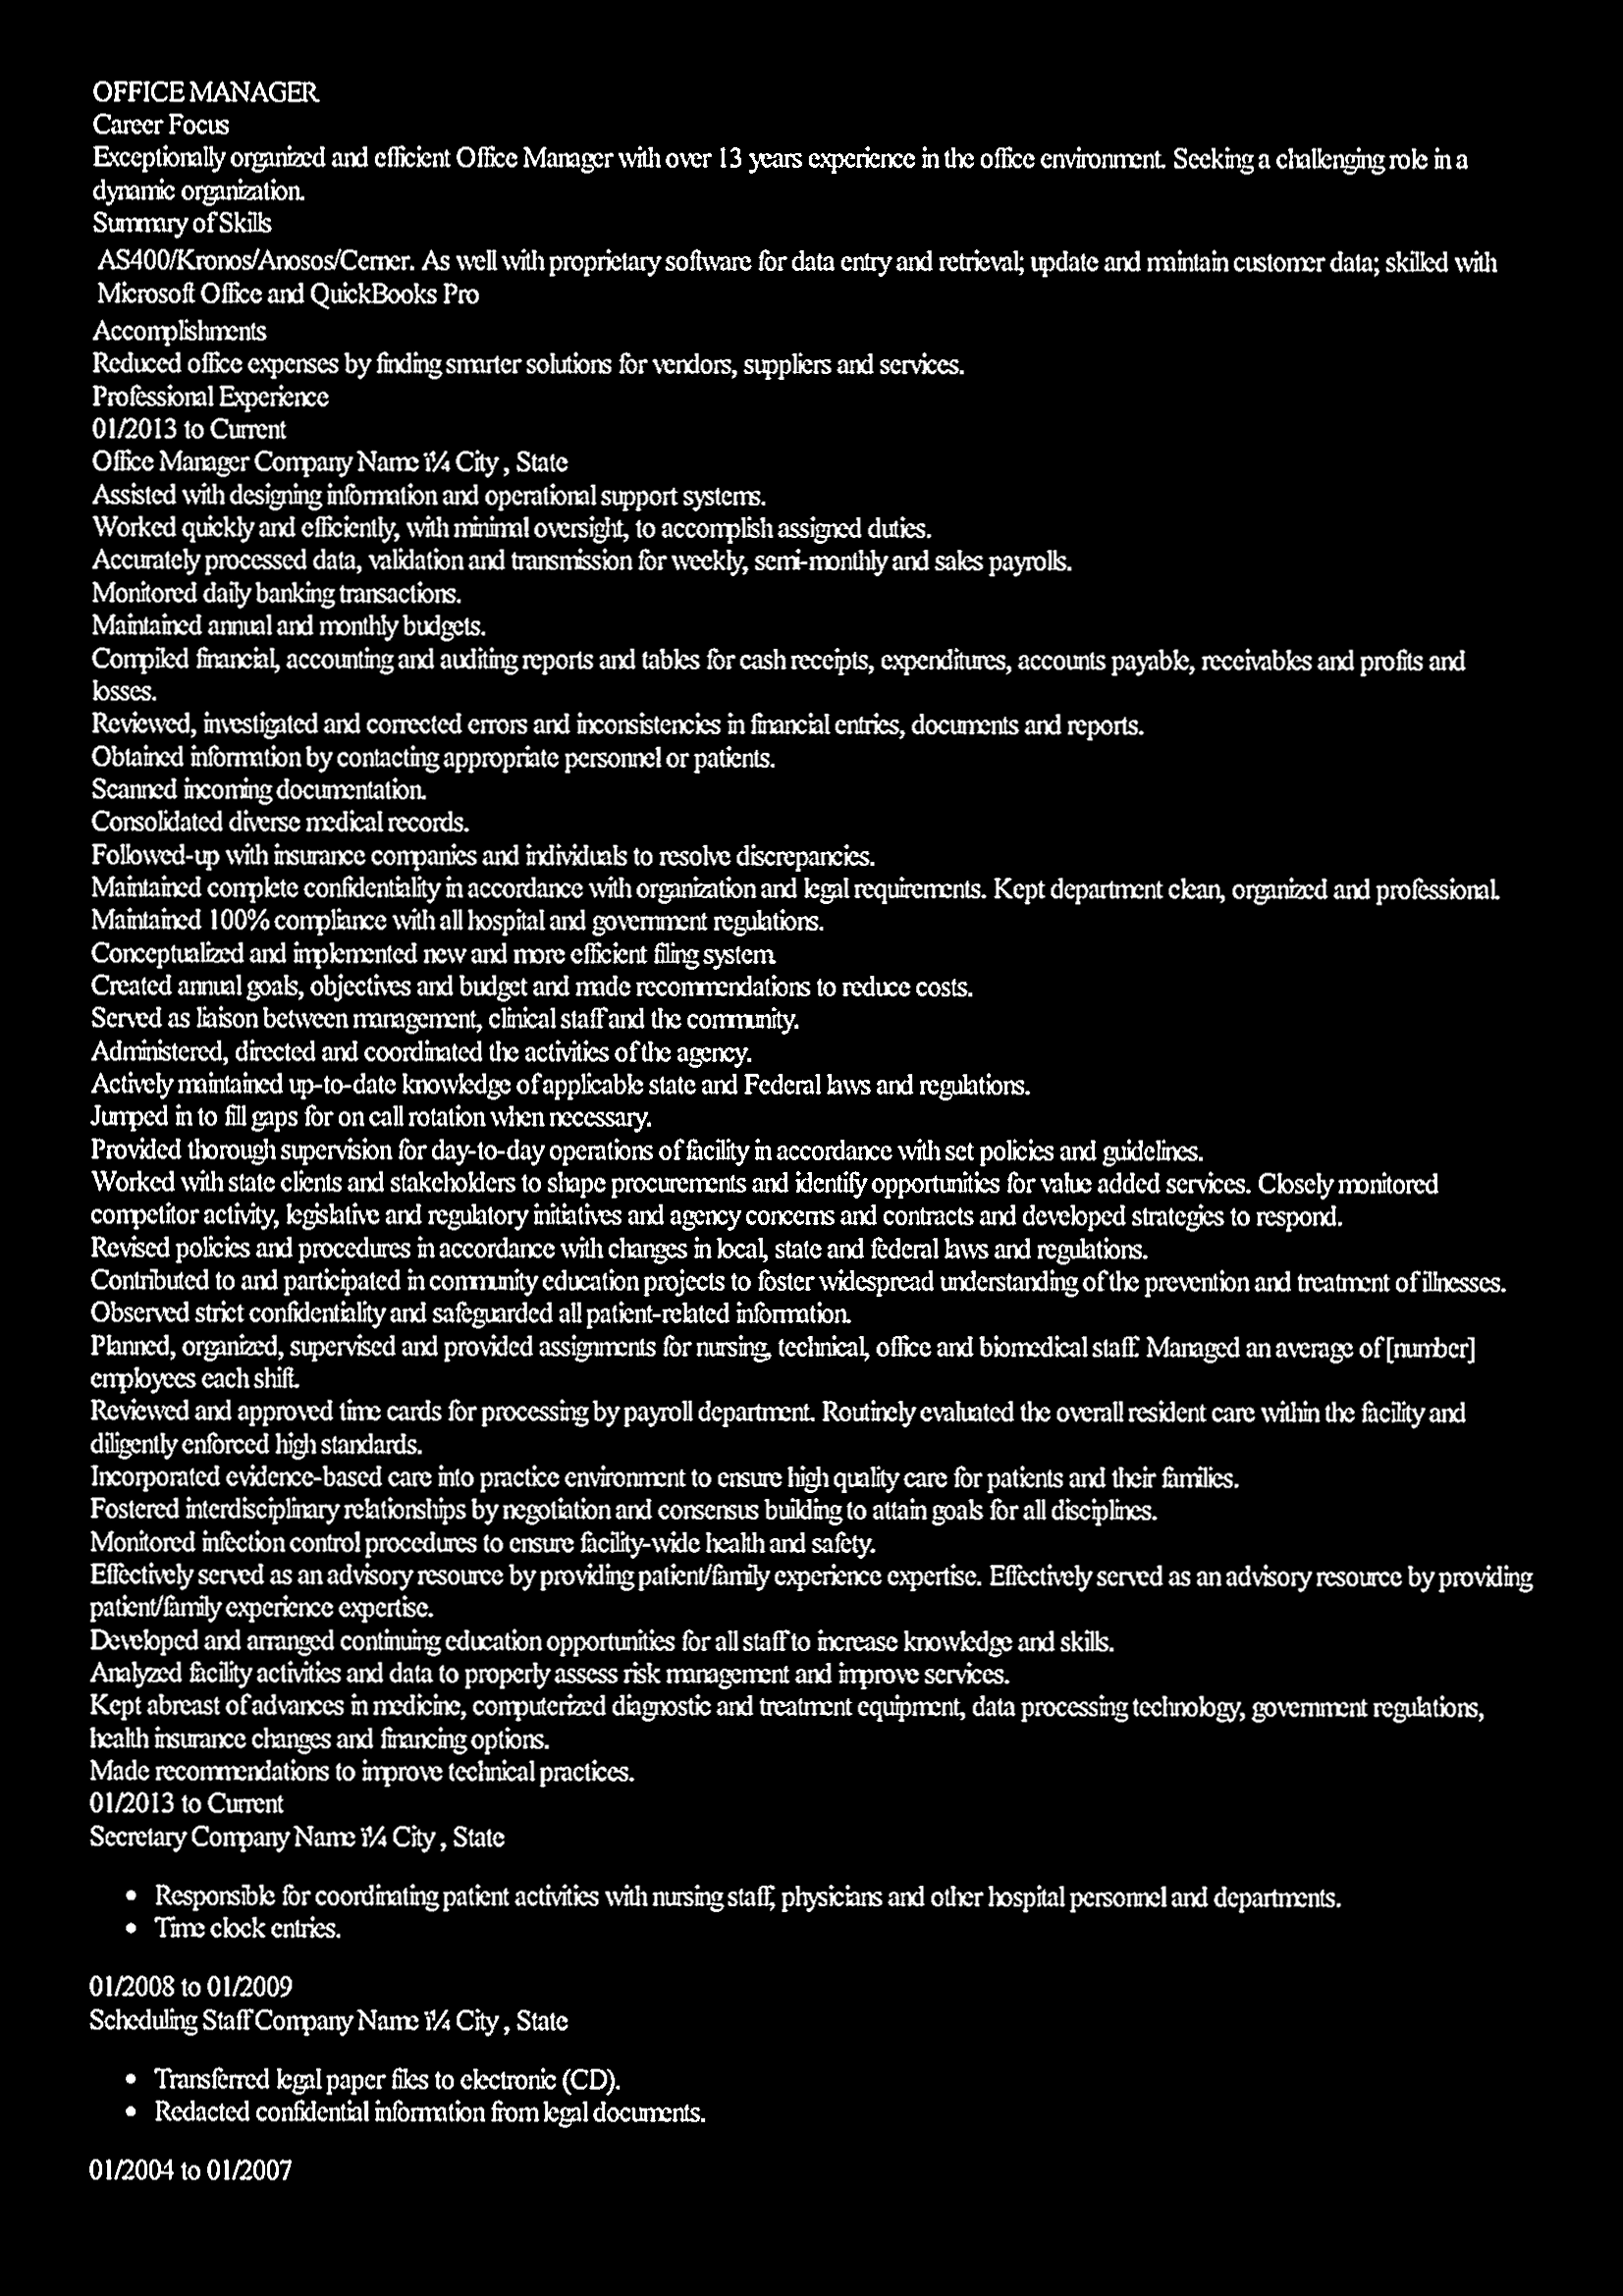 OFFICE MANAGER
Career Focus
Exceptionally organized and efficient Office Manager with over 13 years experience in the office environment. Seeking a challenging role in a
dynamic organization.
Summary of Skills
AS400/Kronos/Anosos/Cerner. As well with proprietary software for data entry and retrieval; update and maintain customer data; skilled with
Microsoft Office and QuickBooks Pro
Accomplishments
Reduced office expenses by finding smarter solutions for vendors, suppliers and services.
Professional Experience
01/2013 to Current
Office Manager Company Name ï¼ City , State
Assisted with designing information and operational support systems.
Worked quickly and efficiently, with minimal oversight, to accomplish assigned duties.
Accurately processed data, validation and transmission for weekly, semi-monthly and sales payrolls.
Monitored daily banking transactions.
Maintained annual and monthly budgets.
Compiled financial, accounting and auditing reports and tables for cash receipts, expenditures, accounts payable, receivables and profits and
losses.
Reviewed, investigated and corrected errors and inconsistencies in financial entries, documents and reports.
Obtained information by contacting appropriate personnel or patients.
Scanned incoming documentation.
Consolidated diverse medical records.
Followed-up with insurance companies and individuals to resolve discrepancies.
Maintained complete confidentiality in accordance with organization and legal requirements. Kept department clean, organized and professional.
Maintained 100% compliance with all hospital and government regulations.
Conceptualized and implemented new and more efficient filing system.
Created annual goals, objectives and budget and made recommendations to reduce costs.
Served as liaison between management, clinical staff and the community.
Administered, directed and coordinated the activities of the agency.
Actively maintained up-to-date knowledge of applicable state and Federal laws and regulations.
Jumped in to fill gaps for on call rotation when necessary.
Provided thorough supervision for day-to-day operations of facility in accordance with set policies and guidelines.
Worked with state clients and stakeholders to shape procurements and identify opportunities for value added services. Closely monitored
competitor activity, legislative and regulatory initiatives and agency concerns and contracts and developed strategies to respond.
Revised policies and procedures in accordance with changes in local, state and federal laws and regulations.
Contributed to and participated in community education projects to foster widespread understanding of the prevention and treatment of illnesses.
Observed strict confidentiality and safeguarded all patient-related information.
Planned, organized, supervised and provided assignments for nursing, technical, office and biomedical staff. Managed an average of [number]
employees each shift.
Reviewed and approved time cards for processing by payroll department. Routinely evaluated the overall resident care within the facility and
diligently enforced high standards.
Incorporated evidence-based care into practice environment to ensure high quality care for patients and their families.
Fostered interdisciplinary relationships by negotiation and consensus building to attain goals for all disciplines.
Monitored infection control procedures to ensure facility-wide health and safety.
Effectively served as an advisory resource by providing patient/family experience expertise. Effectively served as an advisory resource by providing
patient/family experience expertise.
Developed and arranged continuing education opportunities for all staff to increase knowledge and skills.
Analyzed facility activities and data to properly assess risk management and improve services.
Kept abreast of advances in medicine, computerized diagnostic and treatment equipment, data processing technology, government regulations,
health insurance changes and financing options.
Made recommendations to improve technical practices.
01/2013 to Current
Secretary Company Name ï¼ City , State
• Responsible for coordinating patient activities with nursing staff, physicians and other hospital personnel and departments.
• Time clock entries.
01/2008 to 01/2009
Scheduling Staff Company Name ï¼ City , State
• Transferred legal paper files to electronic (CD).
• Redacted confidential information from legal documents.
01/2004 to 01/2007